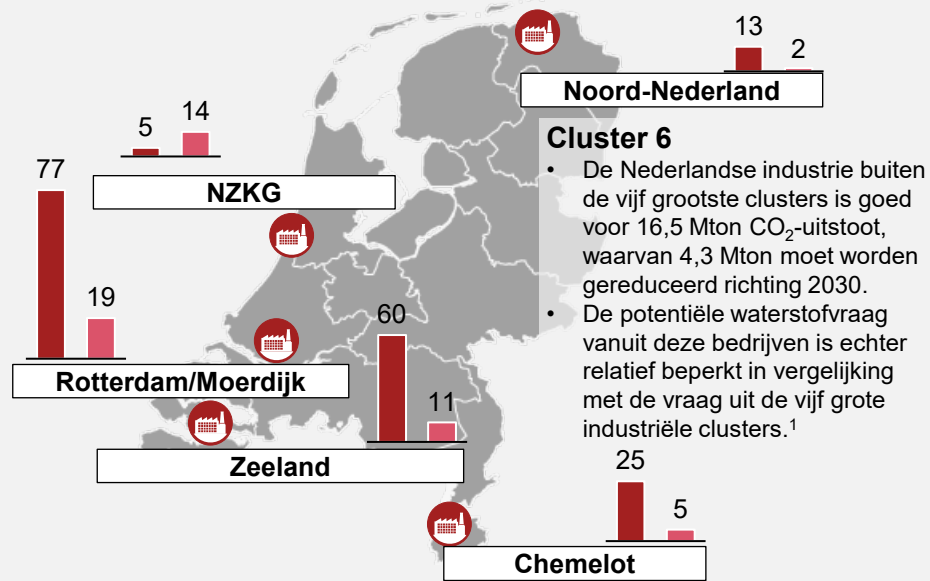 13
2
Noord-Nederland
5
14
NZKG
77
19
Rotterdam/Moerdijk
60
11
Zeeland
Cluster 6
• De Nederlandse industrie buiten
de vijf grootste clusters is goed
voor 16,5 Mton CO₂-uitstoot,
waarvan 4,3 Mton moet worden
gereduceerd richting 2030.
• De potentiële waterstofvraag
vanuit deze bedrijven is echter
relatief beperkt in vergelijking
met de vraag uit de vijf grote
industriële clusters.¹
25
5
Chemelot